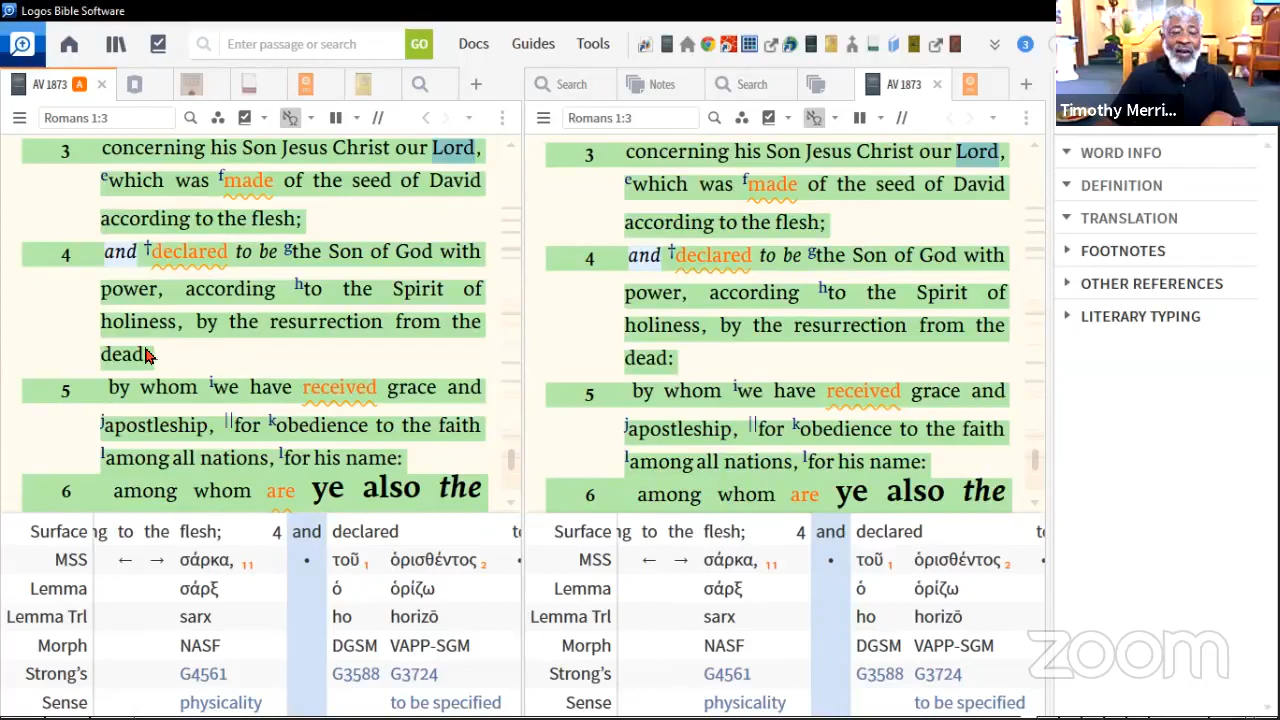 Logos Bible Software
Enter passage or search GO Docs Guides Tools 3
AV 1873 A
Romans 1:3 //
3 concerning his Son Jesus Christ our Lord,
ᵉwhich was ᶠmade of the seed of David
according to the flesh;
4 and †declared to be ᵍthe Son of God with
power, according ʰto the Spirit of
holiness, by the resurrection from the
dead:
5 by whom ⁱwe have received grace and
ʲapostleship, ||for ᵏobedience to the faith
ˡamong all nations, ˡfor his name:
6 among whom are ye also the
Surface ng to the flesh; 4 and declared to
MSS ← → σάρκα, 11 • τοῦ 1 ὁρισθέντος 2
Lemma σάρξ ὁ ὁρίζω
Lemma Trl sarx ho horizō
Morph NASF DGSM VAPP-SGM
Strong’s G4561 G3588 G3724
Sense physicality to be specified
Search Notes Search AV 1873
Romans 1:3 //
3 concerning his Son Jesus Christ our Lord,
ᵉwhich was ᶠmade of the seed of David
according to the flesh;
4 and †declared to be ᵍthe Son of God with
power, according ʰto the Spirit of
holiness, by the resurrection from the
dead:
5 by whom ⁱwe have received grace and
ʲapostleship, ||for ᵏobedience to the faith
ˡamong all nations, ˡfor his name:
6 among whom are ye also the
Surface ng to the flesh; 4 and declared to
MSS ← → σάρκα, 11 • τοῦ 1 ὁρισθέντος 2
Lemma σάρξ ὁ ὁρίζω
Lemma Trl sarx ho horizō
Morph NASF DGSM VAPP-SGM
Strong’s G4561 G3588 G3724
Sense physicality to be specified
Timothy Merri...
WORD INFO
DEFINITION
TRANSLATION
FOOTNOTES
OTHER REFERENCES
LITERARY TYPING
zoom